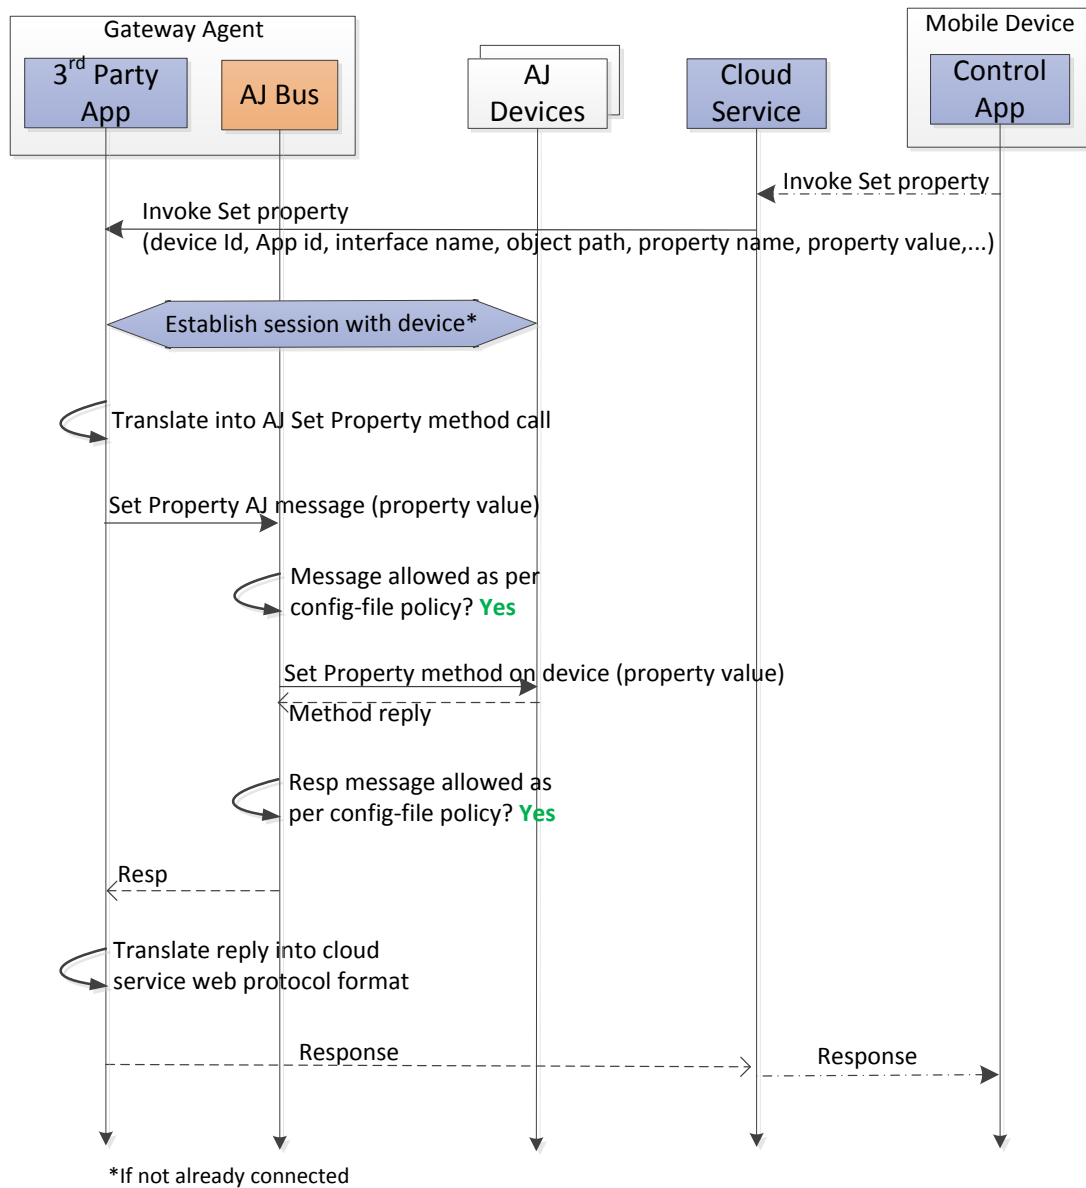 Gateway Agent
Mobile Device
3rd Party
App
AJ Bus
AJ
Devices
Cloud
Service
Control
App
Invoke Set property
Invoke Set property
(device Id, App id, interface name, object path, property name, property value,...)
Establish session with device*
Translate into AJ Set Property method call
Set Property AJ message (property value)
Message allowed as per
config-file policy? Yes
Set Property method on device (property value)
Method reply
Resp message allowed as
per config-file policy? Yes
Resp
Translate reply into cloud
service web protocol format
Response
Response
*If not already connected